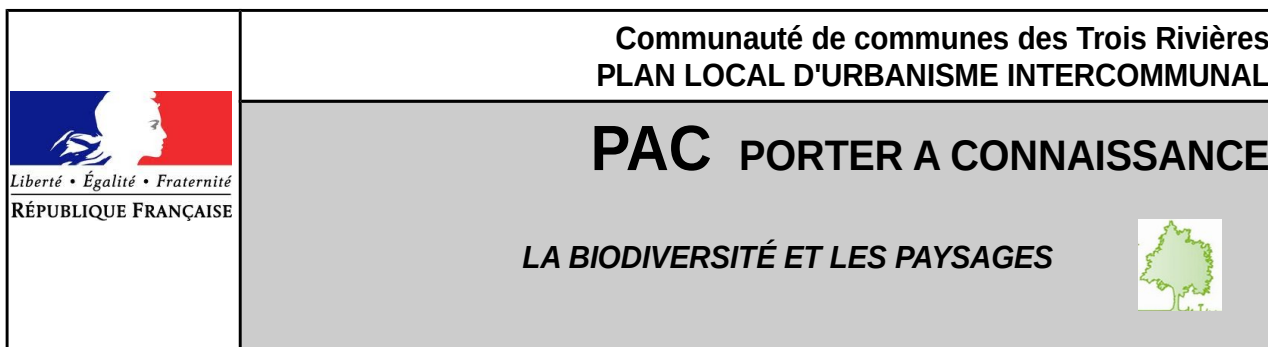 Communauté de communes des Trois Rivières
PLAN LOCAL D'URBANISME INTERCOMMUNAL
PAC PORTER A CONNAISSANCE
Liberté • Égalité • Fraternité
RÉPUBLIQUE FRANÇAISE
LA BIODIVERSITÉ ET LES PAYSAGES